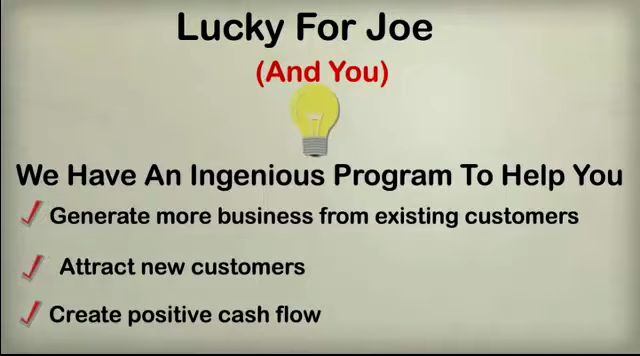 Lucky For Joe
(And You)
We Have An Ingenious Program To Help You
Generate more business from existing customers
Attract new customers
Create positive cash flow